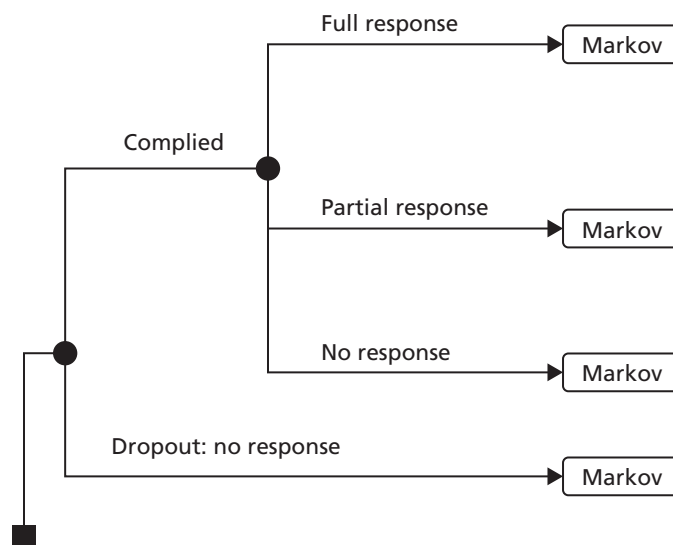 Full response
Markov
Complied
Partial response
Markov
No response
Markov
Dropout: no response
Markov